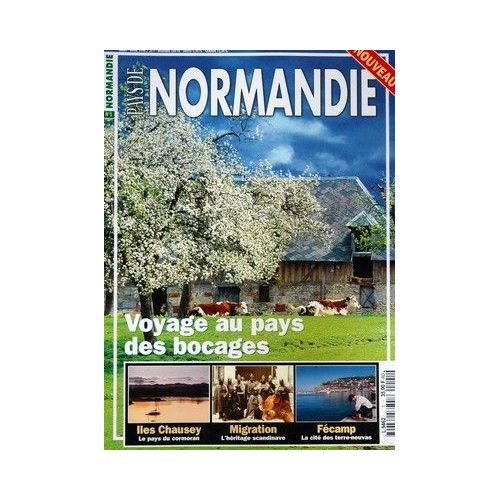 NOUVEAU
NORMANDIE
PAYS DE
NORMANDIE
Voyage au pays
des bocages
Iles Chausey
Le pays du cormoran
Migration
L'héritage scandinave
Fécamp
La cité des terre-neuvas